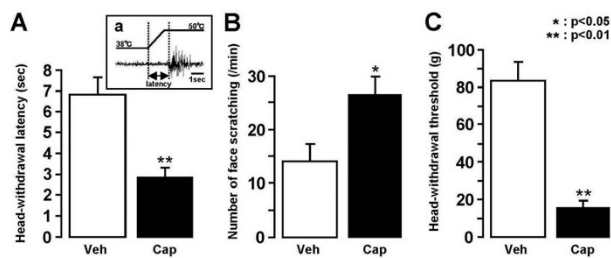 A
a
50℃
38℃
latency
1sec
Head-withdrawal latency (sec)
8
7
6
5
4
3
2
1
0
**
Veh
Cap
B
Number of face scratching (/min)
30
20
10
0
*
Veh
Cap
C
* : p<0.05
** : p<0.01
Head-withdrawal threshold (g)
100
80
60
40
20
0
**
Veh
Cap